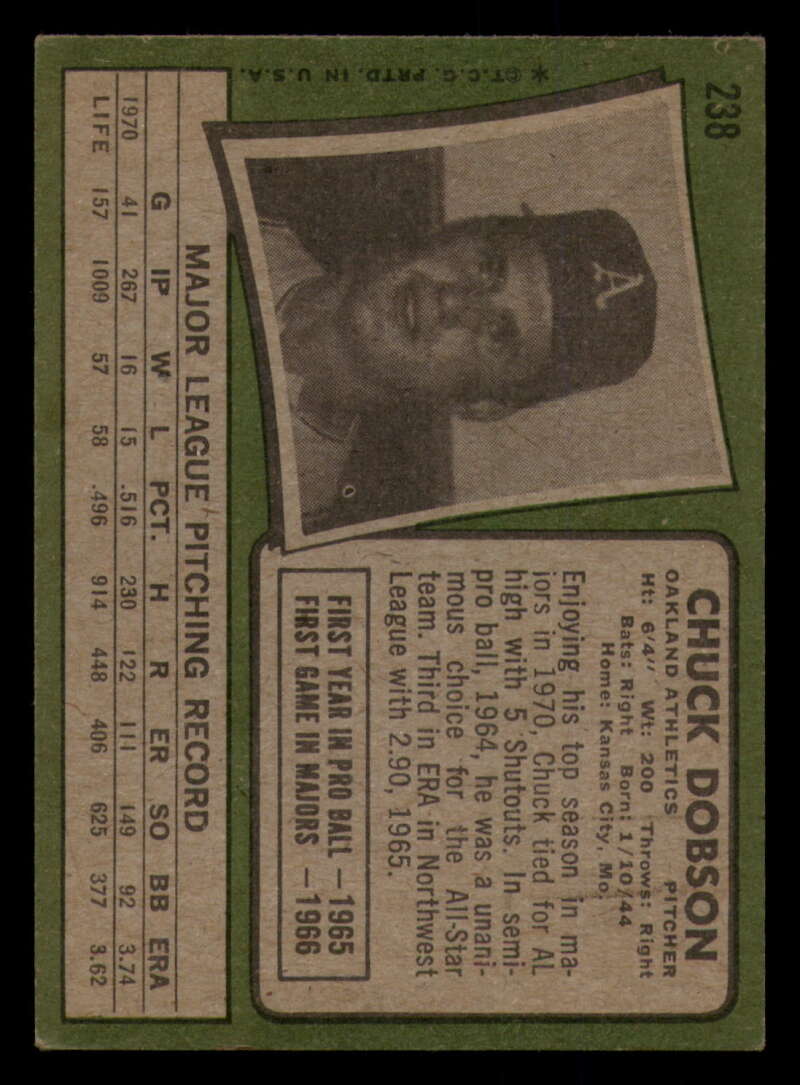 238
A
CHUCK DOBSON
OAKLAND ATHLETICS PITCHER
Ht: 6'4" Wt: 200 Throws: Right
Bats: Right Born: 1/10/44
Home: Kansas City, Mo.
Enjoying his top season in ma-
jors in 1970, Chuck tied for AL
high with 5 Shutouts. In semi-
pro ball, 1964, he was a unani-
mous choice for the All-Star
team. Third in ERA in Northwest
League with 2.90, 1965.
FIRST YEAR IN PRO BALL —1965
FIRST GAME IN MAJORS —1966
MAJOR LEAGUE PITCHING RECORD
G IP W L PCT. H R ER SO BB ERA
1970 41 267 16 15 .516 230 122 111 149 92 3.74
LIFE 157 1009 57 58 .496 914 448 406 625 377 3.62
* ©T.C.G. PRTD. IN U.S.A.